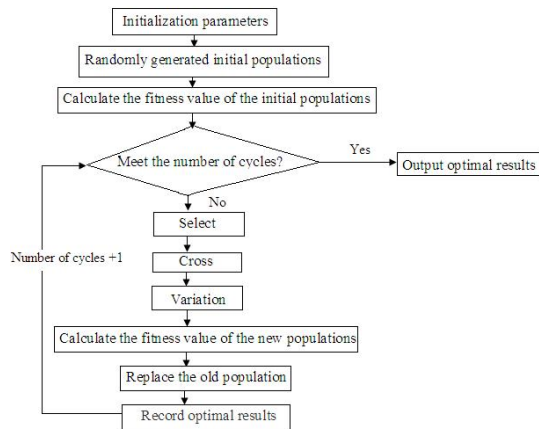 Initialization parameters
Randomly generated initial populations
Calculate the fitness value of the initial populations
Meet the number of cycles?
Yes
Output optimal results
No
Select
Number of cycles +1
Cross
Variation
Calculate the fitness value of the new populations
Replace the old population
Record optimal results